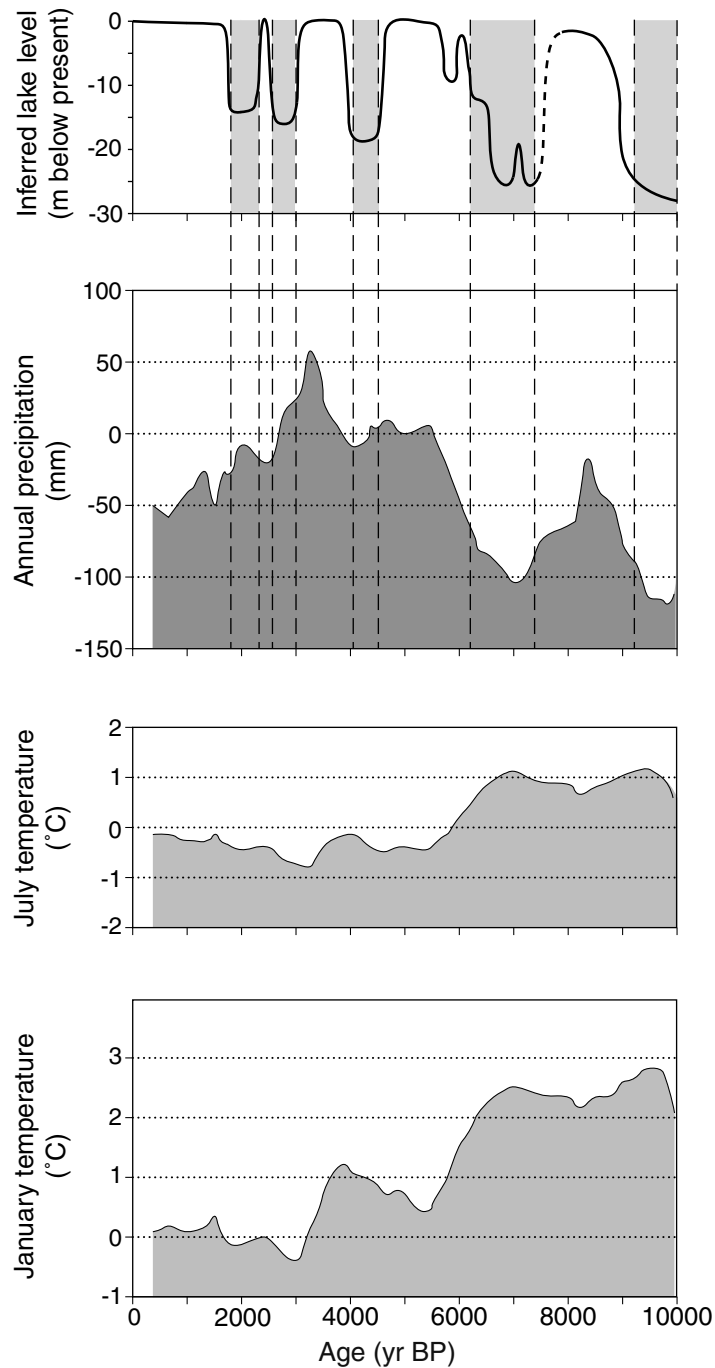 Inferred lake level
(m below present)
0
-10
-20
-30
Annual precipitation
(mm)
100
50
0
-50
-100
-150
July temperature
(˚C)
2
1
0
-1
-2
January temperature
(˚C)
3
2
1
0
-1
0 2000 4000 6000 8000 10000
Age (yr BP)